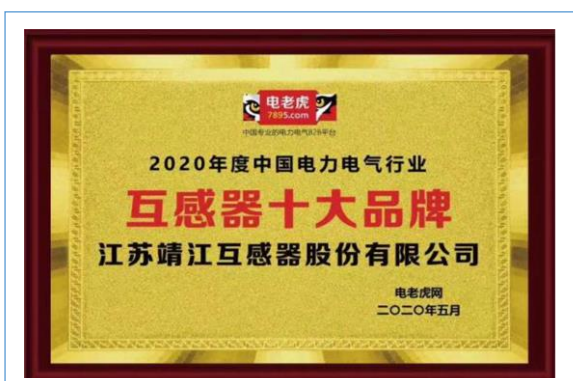 电老虎
7895.com
中国专业的电力电气B2B平台
2020年度中国电力电气行业
互感器十大品牌
江苏靖江互感器股份有限公司
电老虎网
二〇二〇年五月